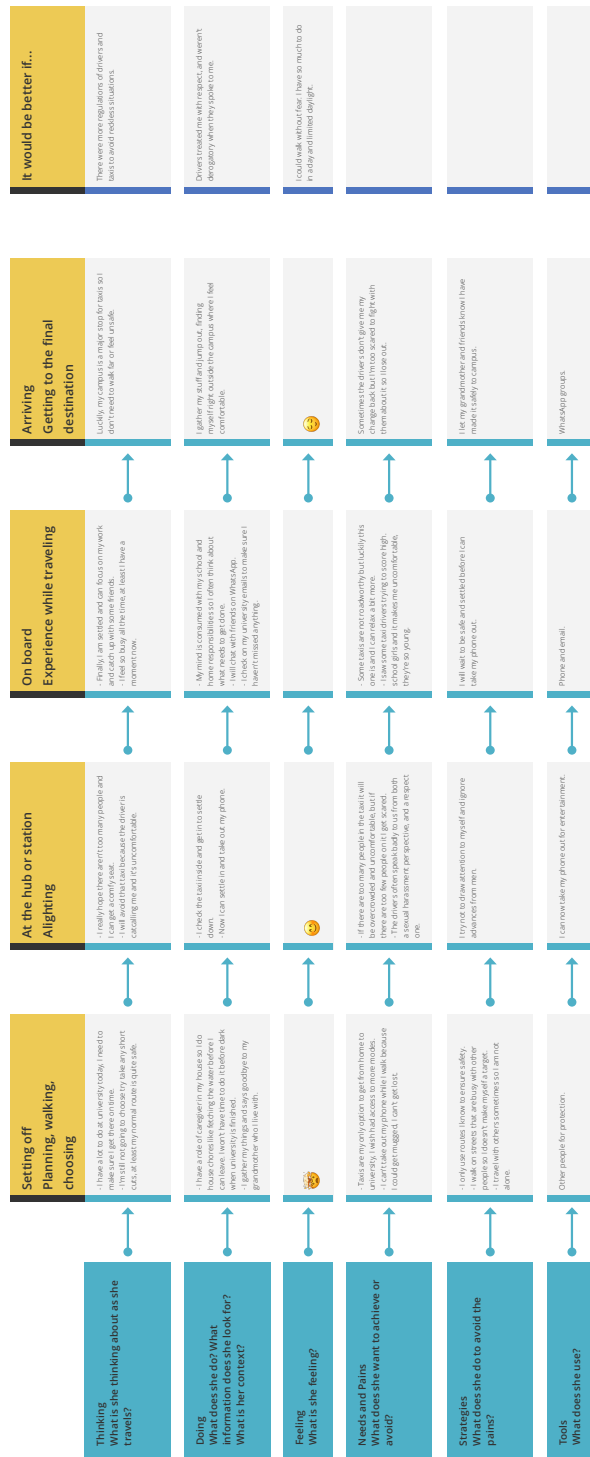 Setting off
Planning, walking,
choosing
At the hub or station
Alighting
On board
Experience while traveling
Arriving
Getting to the final
destination
It would be better if...
Thinking
What is she thinking about as she
travels?
- I have a lot to do at university today. I need to
make sure I get there on time.
- I'm still not going to choose try take any short
cuts, at least my normal route is quite safe.
- I really hope there aren't too many people and
I can get a comfy seat.
- I will avoid that taxi because the driver is
catcalling me and it's uncomfortable.
- Finally, I am settled and can focus on my work
and catch up with some friends.
- I feel so busy all the time, at least I have a
moment now.
Luckily, my campus is a major stop for taxis so I
don't need to walk far or feel unsafe.
There were more regulations of drivers and
taxis to avoid reckless situations.
Doing
What does she do? What
information does she look for?
What is her context?
- I have a role of caregiver in my house so I do
house chores like fetching the water before I
can leave. I won't have time to do it before dark
when university is finished.
- I gather my things and says goodbye to my
grandmother who I live with.
- I check the taxi inside and get in to settle
down.
- Now I can settle in and take out my phone.
- My mind is consumed with my school and
home responsibilities so I often think about
what needs to get done.
- I will chat with friends on WhatsApp.
- I check on my university emails to make sure I
haven't missed anything.
I gather my stuff and jump out, finding
myself right outside the campus where I feel
comfortable.
Drivers treated me with respect, and weren't
derogatory when they spoke to me.
Feeling
What is she feeling?
I could walk without fear. I have so much to do
in a day and limited daylight.
Needs and Pains
What does she want to achieve or
avoid?
- Taxis are my only option to get from home to
university, I wish had access to more modes.
- I can't take out my phone while I walk because
I could get mugged. I can't get lost.
- If there are too many people in the taxi it will
be overcrowded and uncomfortable, but if
there are too few people on it I get scared.
- The drivers often speak badly to us from both
a sexual harassment perspective, and a respect
one.
- Some taxis are not roadworthy but luckily this
one is and I can relax a bit more.
- I saw some taxi drivers trying to score high
school girls and it makes me uncomfortable,
they're so young.
Sometimes the drivers don't give me my
change back but I'm too scared to fight with
them about it so I lose out.
Strategies
What does she do to avoid the
pains?
- I only use routes I know to ensure safety.
- I walk on streets that are busy with other
people so I doesn't make myself a target.
- I travel with others sometimes so I am not
alone.
I try not to draw attention to myself and ignore
advances from men.
I will wait to be safe and settled before I can
take my phone out.
I let my grandmother and friends know I have
made it safely to campus.
Tools
What does she use?
Other people for protection.
I can now take my phone out for entertainment.
Phone and email.
WhatsApp groups.